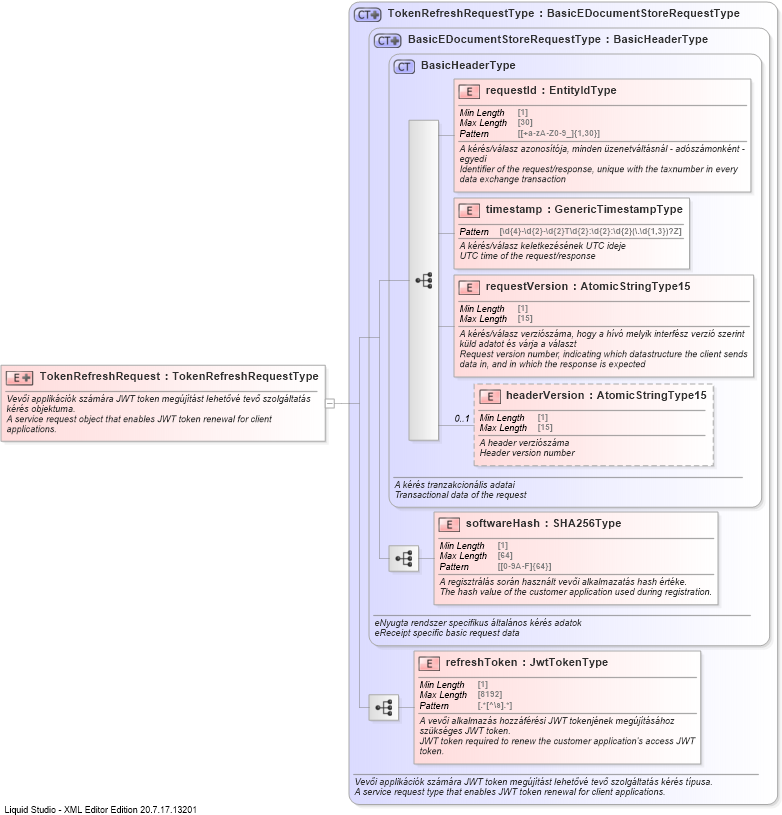 CT+ TokenRefreshRequestType : BasicEDocumentStoreRequestType
CT+ BasicEDocumentStoreRequestType : BasicHeaderType
CT BasicHeaderType
E requestId : EntityIdType
Min Length [1]
Max Length [30]
Pattern [[+a-zA-Z0-9_]{1,30}]
A kérés/válasz azonosítója, minden üzenetváltásnál - adószámonként -
egyedi
Identifier of the request/response, unique with the taxnumber in every
data exchange transaction
E timestamp : GenericTimestampType
Pattern [\d{4}-\d{2}-\d{2}T\d{2}:\d{2}:\d{2}(\.\d{1,3})?Z]
A kérés/válasz keletkezésének UTC ideje
UTC time of the request/response
E requestVersion : AtomicStringType15
Min Length [1]
Max Length [15]
A kérés/válasz verziószáma, hogy a hívó melyik interfész verzió szerint
küld adatot és várja a választ
Request version number, indicating which datastructure the client sends
data in, and in which the response is expected
E+ TokenRefreshRequest : TokenRefreshRequestType
Vevői applikációk számára JWT token megújítást lehetővé tevő szolgáltatás
kérés objektuma.
A service request object that enables JWT token renewal for client
applications.
0..1
E headerVersion : AtomicStringType15
Min Length [1]
Max Length [15]
A header verziószáma
Header version number
A kérés tranzakcionális adatai
Transactional data of the request
E softwareHash : SHA256Type
Min Length [1]
Max Length [64]
Pattern [[0-9A-F]{64}]
A regisztrálás során használt vevői alkalmazatás hash értéke.
The hash value of the customer application used during registration.
eNyugta rendszer specifikus általános kérés adatok
eReceipt specific basic request data
E refreshToken : JwtTokenType
Min Length [1]
Max Length [8192]
Pattern [.*[^\s].*]
A vevői alkalmazás hozzáférési JWT tokenjének megújításához
szükséges JWT token.
JWT token required to renew the customer application's access JWT
token.
Vevői applikációk számára JWT token megújítást lehetővé tevő szolgáltatás kérés típusa.
A service request type that enables JWT token renewal for client applications.
Liquid Studio - XML Editor Edition 20.7.17.13201